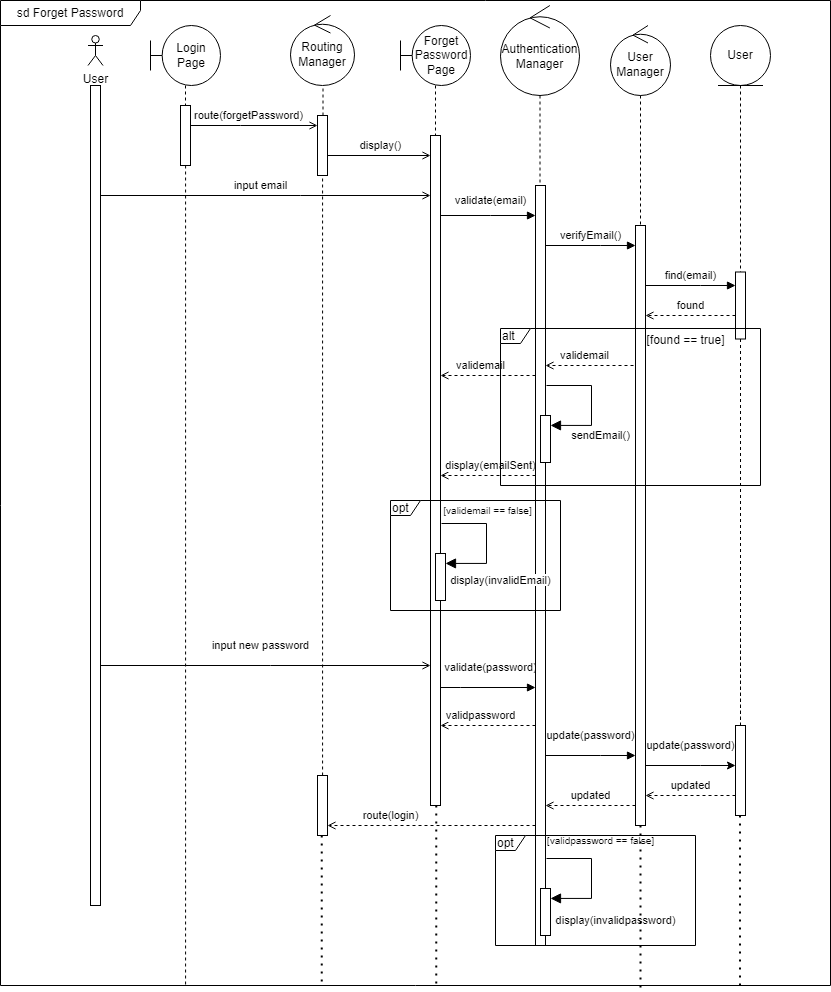 sd Forget Password
User
Login
Page
Routing
Manager
Forget
Password
Page
Authentication
Manager
User
Manager
User
route(forgetPassword)
display()
input email
validate(email)
verifyEmail()
find(email)
found
alt
[found == true]
validemail
validemail
sendEmail()
display(emailSent)
opt
[validemail == false]
display(invalidEmail)
input new password
validate(password)
validpassword
update(password)
update(password)
updated
updated
route(login)
opt
[validpassword == false]
display(invalidpassword)